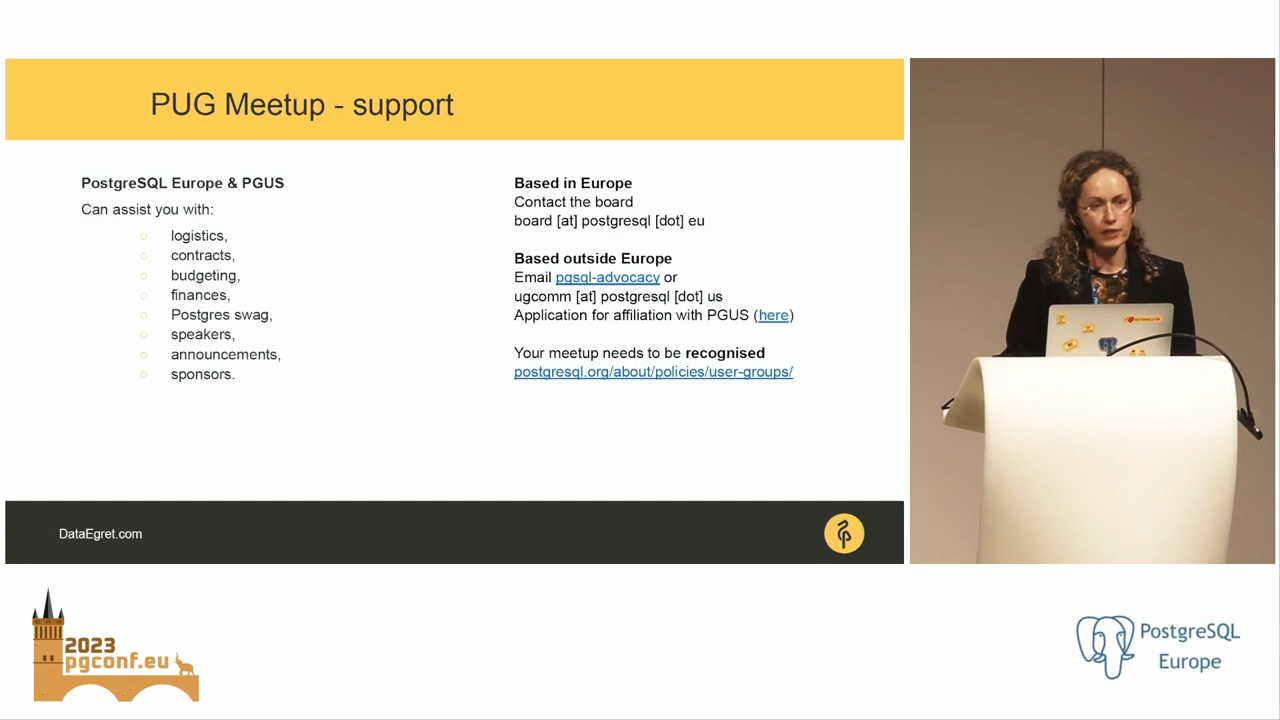 PUG Meetup - support
PostgreSQL Europe & PGUS
Can assist you with:
logistics,
contracts,
budgeting,
finances,
Postgres swag,
speakers,
announcements,
sponsors.
Based in Europe
Contact the board
board [at] postgresql [dot] eu
Based outside Europe
Email pgsql-advocacy or
ugcomm [at] postgresql [dot] us
Application for affiliation with PGUS (here)
Your meetup needs to be recognised
postgresql.org/about/policies/user-groups/
DataEgret.com
2023
pgconf.eu
PostgreSQL
Europe